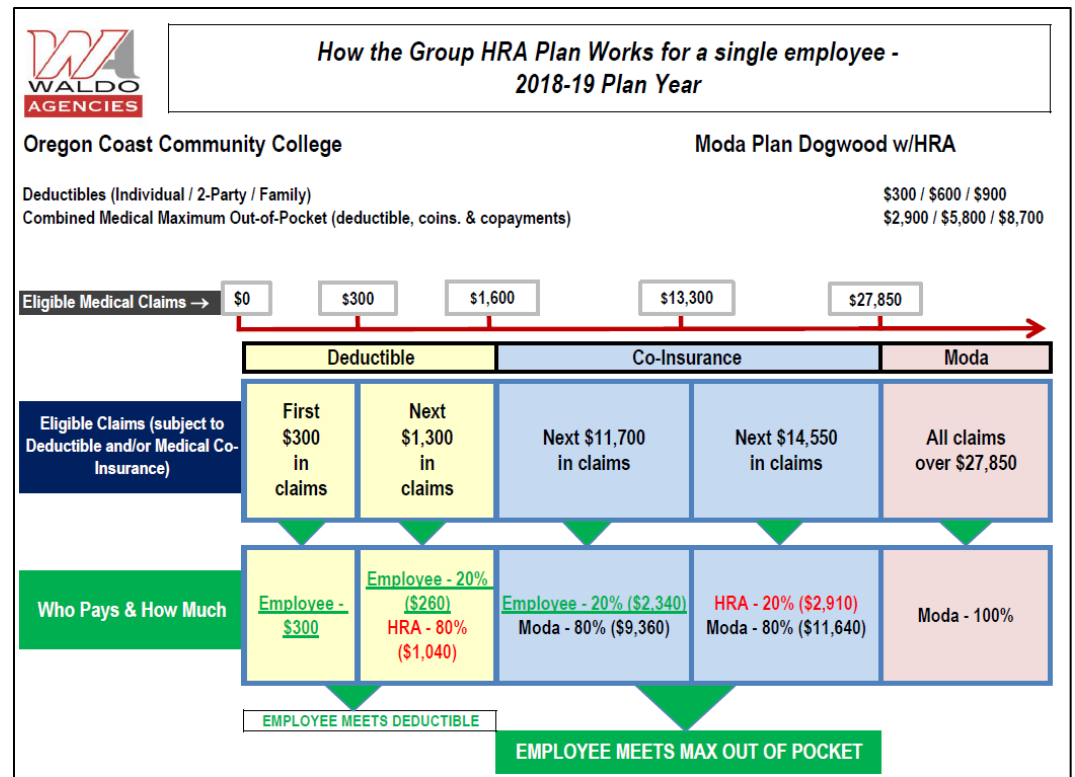 WA
WALDO
AGENCIES
How the Group HRA Plan Works for a single employee -
2018-19 Plan Year
Oregon Coast Community College
Moda Plan Dogwood w/HRA
Deductibles (Individual / 2-Party / Family)
$300 / $600 / $900
Combined Medical Maximum Out-of-Pocket (deductible, coins. & copayments)
$2,900 / $5,800 / $8,700
Eligible Medical Claims →
$0
$300
$1,600
$13,300
$27,850
Deductible
Co-Insurance
Moda
Eligible Claims (subject to
Deductible and/or Medical Co-
Insurance)
First
$300
in
claims
Next
$1,300
in
claims
Next $11,700
in claims
Next $14,550
in claims
All claims
over $27,850
Who Pays & How Much
Employee -
$300
Employee - 20%
($260)
HRA - 80%
($1,040)
Employee - 20% ($2,340)
Moda - 80% ($9,360)
HRA - 20% ($2,910)
Moda - 80% ($11,640)
Moda - 100%
EMPLOYEE MEETS DEDUCTIBLE
EMPLOYEE MEETS MAX OUT OF POCKET